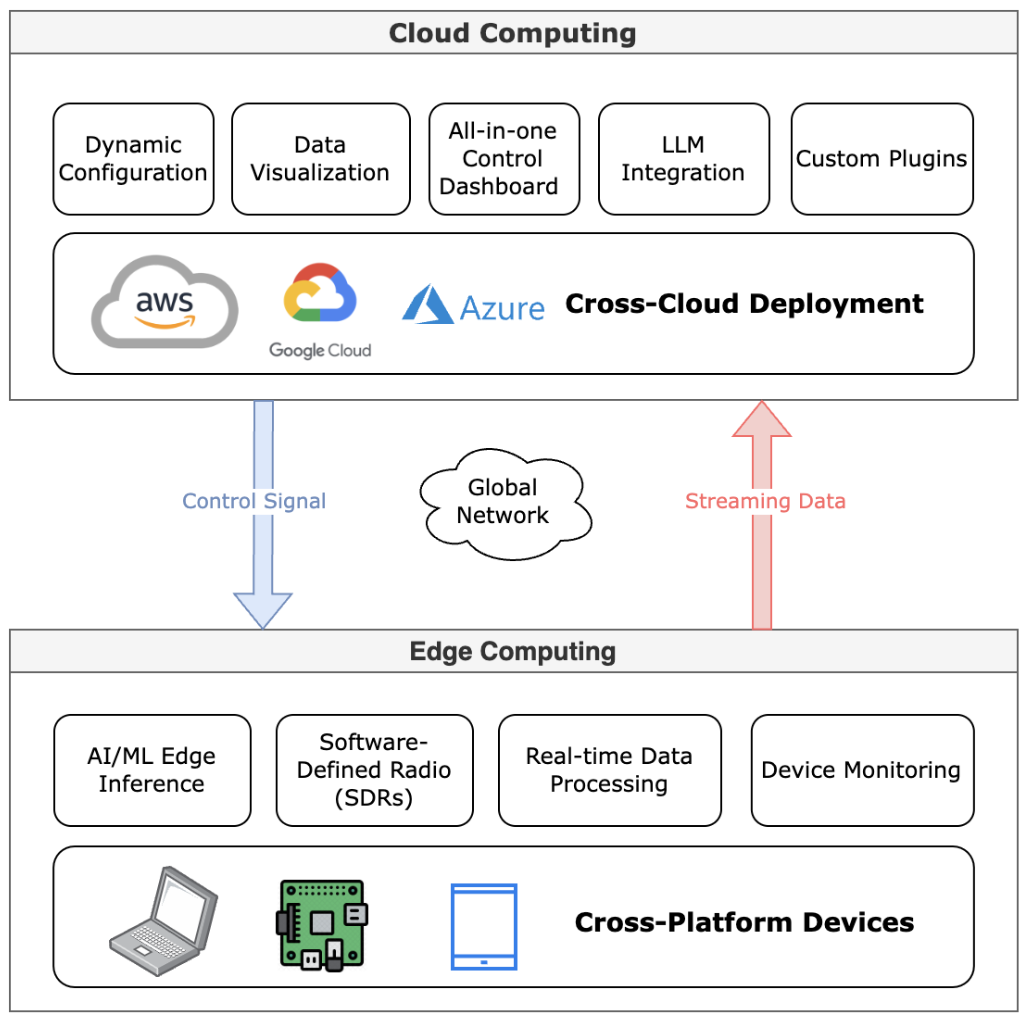 Cloud Computing
Dynamic
Configuration
Data
Visualization
All-in-one
Control
Dashboard
LLM
Integration
Custom Plugins
aws
Google Cloud
Azure
Cross-Cloud Deployment
Control Signal
Global
Network
Streaming Data
Edge Computing
AI/ML Edge
Inference
Software-
Defined Radio
(SDRs)
Real-time Data
Processing
Device Monitoring
Cross-Platform Devices